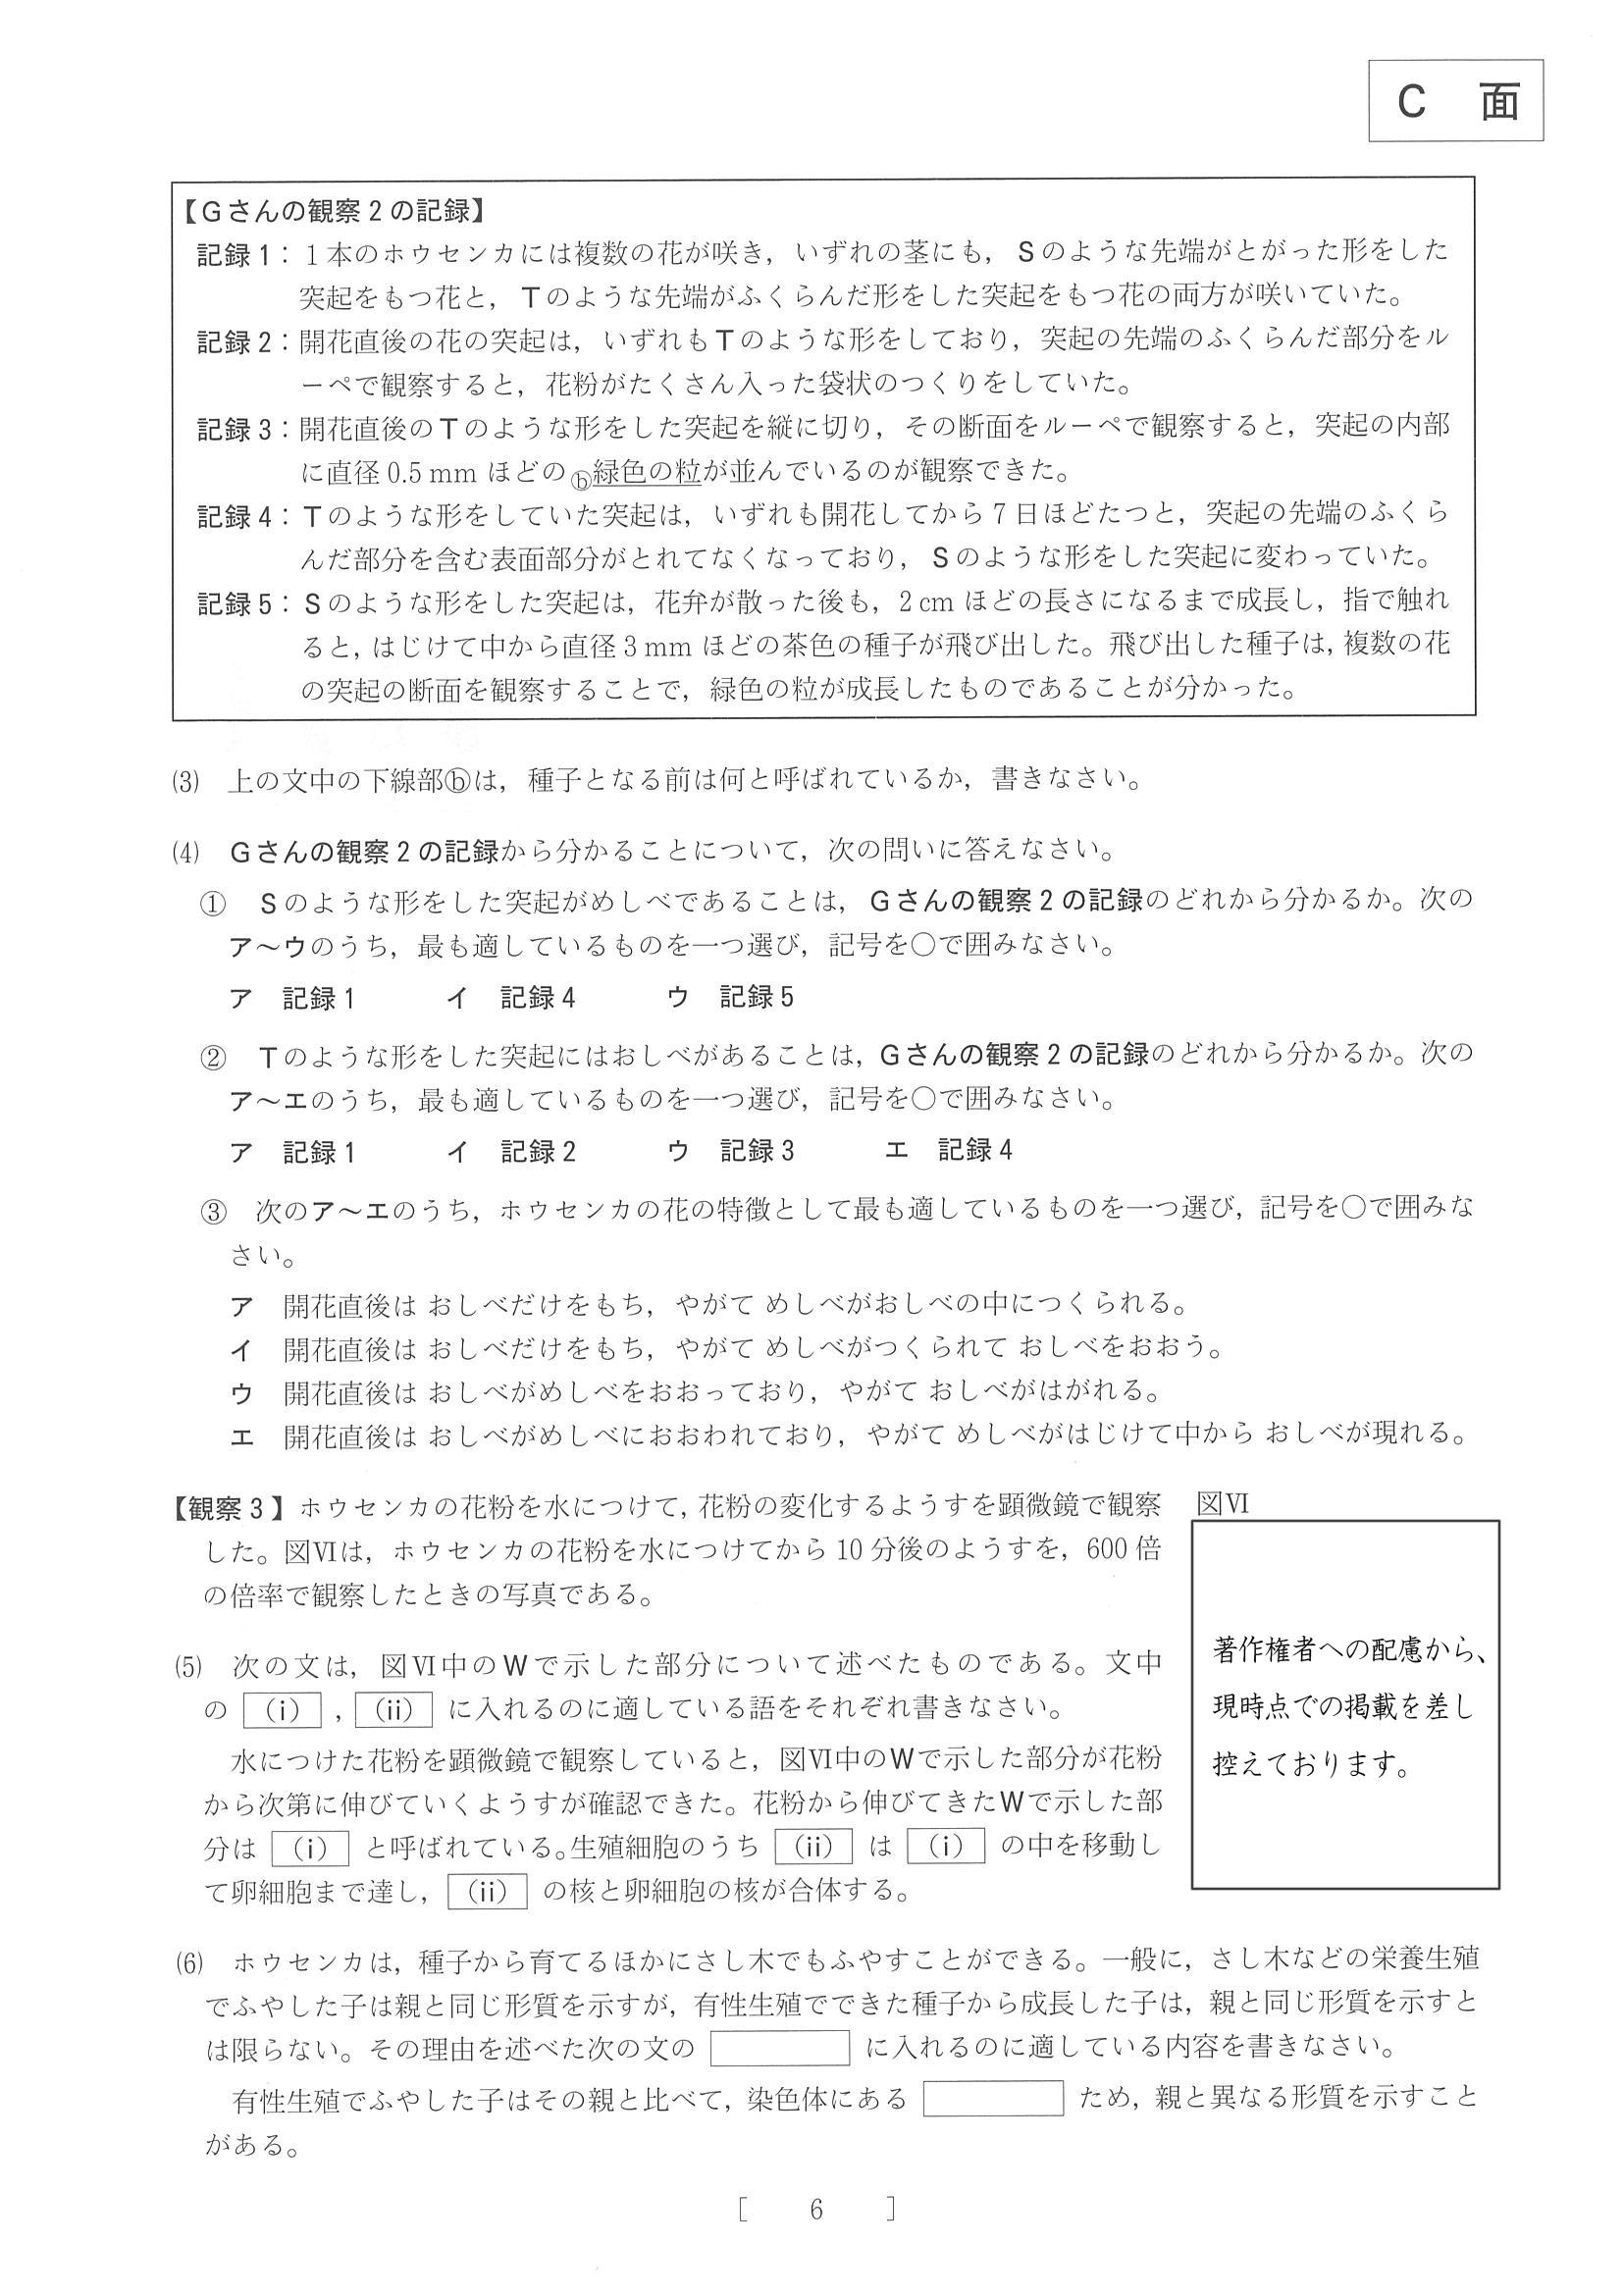 C 面
【Gさんの観察2の記録】
記録1：1本のホウセンカには複数の花が咲き，いずれの茎にも，Sのような先端がとがった形をした
突起をもつ花と，Tのような先端がふくらんだ形をした突起をもつ花の両方が咲いていた。
記録2：開花直後の花の突起は，いずれもTのような形をしており，突起の先端のふくらんだ部分をル
ーペで観察すると，花粉がたくさん入った袋状のつくりをしていた。
記録3：開花直後のTのような形をした突起を縦に切り，その断面をルーペで観察すると，突起の内部
に直径0.5 mm ほどのⓑ緑色の粒が並んでいるのが観察できた。
記録4：Tのような形をしていた突起は，いずれも開花してから7日ほどたつと，突起の先端のふくら
んだ部分を含む表面部分がとれてなくなっており，Sのような形をした突起に変わっていた。
記録5：Sのような形をした突起は，花弁が散った後も，2 cm ほどの長さになるまで成長し，指で触れ
ると，はじけて中から直径3 mm ほどの茶色の種子が飛び出した。飛び出した種子は，複数の花
の突起の断面を観察することで，緑色の粒が成長したものであることが分かった。
⑶ 上の文中の下線部ⓑは，種子となる前は何と呼ばれているか，書きなさい。
⑷ Gさんの観察2の記録から分かることについて，次の問いに答えなさい。
① Sのような形をした突起がめしべであることは，Gさんの観察2の記録のどれから分かるか。次の
ア～ウのうち，最も適しているものを一つ選び，記号を○で囲みなさい。
ア 記録1 イ 記録4 ウ 記録5
② Tのような形をした突起にはおしべがあることは，Gさんの観察2の記録のどれから分かるか。次の
ア～エのうち，最も適しているものを一つ選び，記号を○で囲みなさい。
ア 記録1 イ 記録2 ウ 記録3 エ 記録4
③ 次のア～エのうち，ホウセンカの花の特徴として最も適しているものを一つ選び，記号を○で囲みな
さい。
ア 開花直後は おしべだけをもち，やがて めしべがおしべの中につくられる。
イ 開花直後は おしべだけをもち，やがて めしべがつくられて おしべをおおう。
ウ 開花直後は おしべがめしべをおおっており，やがて おしべがはがれる。
エ 開花直後は おしべがめしべにおおわれており，やがて めしべがはじけて中から おしべが現れる。
【観察3】ホウセンカの花粉を水につけて，花粉の変化するようすを顕微鏡で観察
した。図Ⅵは，ホウセンカの花粉を水につけてから10分後のようすを，600倍
の倍率で観察したときの写真である。
図Ⅵ
著作権者への配慮から、
現時点での掲載を差し
控えております。
⑸ 次の文は，図Ⅵ中のWで示した部分について述べたものである。文中
の (ⅰ) ， (ⅱ) に入れるのに適している語をそれぞれ書きなさい。
水につけた花粉を顕微鏡で観察していると，図Ⅵ中のWで示した部分が花粉
から次第に伸びていくようすが確認できた。花粉から伸びてきたWで示した部
分は (ⅰ) と呼ばれている。生殖細胞のうち (ⅱ) は (ⅰ) の中を移動し
て卵細胞まで達し， (ⅱ) の核と卵細胞の核が合体する。
⑹ ホウセンカは，種子から育てるほかにさし木でもふやすことができる。一般に，さし木などの栄養生殖
でふやした子は親と同じ形質を示すが，有性生殖でできた種子から成長した子は，親と同じ形質を示すと
は限らない。その理由を述べた次の文の に入れるのに適している内容を書きなさい。
有性生殖でふやした子はその親と比べて，染色体にある ため，親と異なる形質を示すこと
がある。
［ 6 ］